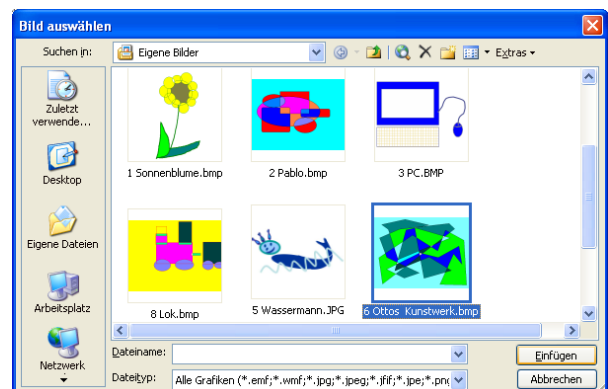 Bild auswählen
Suchen in:
Eigene Bilder
Extras
Zuletzt
verwende...
Desktop
Eigene Dateien
Arbeitsplatz
Netzwerk
1 Sonnenblume.bmp
2 Pablo.bmp
3 PC.BMP
8 Lok.bmp
5 Wassermann.JPG
6 Ottos Kunstwerk.bmp
Dateiname:
Einfügen
Dateityp:
Alle Grafiken (*.emf;*.wmf;*.jpg;*.jpeg;*.jfif;*.jpe;*.png
Abbrechen